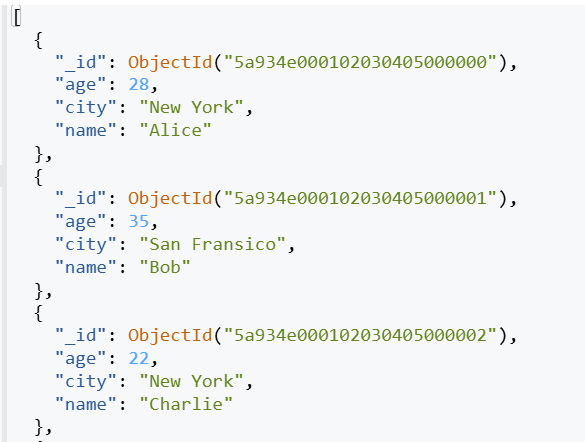 [
  {
    "_id": ObjectId("5a934e000102030405000000"),
    "age": 28,
    "city": "New York",
    "name": "Alice"
  },
  {
    "_id": ObjectId("5a934e000102030405000001"),
    "age": 35,
    "city": "San Fransico",
    "name": "Bob"
  },
  {
    "_id": ObjectId("5a934e000102030405000002"),
    "age": 22,
    "city": "New York",
    "name": "Charlie"
  },